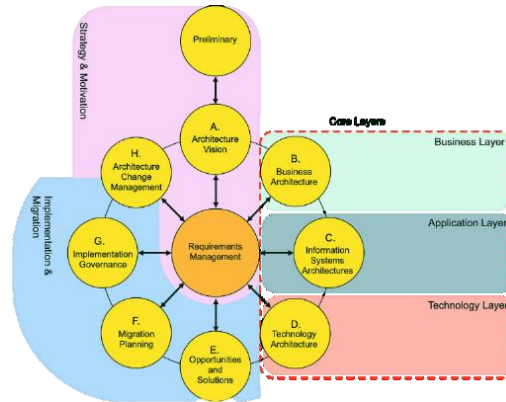 Strategy & Motivation
Preliminary
A.
Architecture
Vision
Core Layers
Business Layer
H.
Architecture
Change
Management
B.
Business
Architecture
Implementation &
Migration
G.
Implementation
Governance
Requirements
Management
Application Layer
C.
Information
Systems
Architectures
Technology Layer
F.
Migration
Planning
D.
Technology
Architecture
E.
Opportunities
and
Solutions